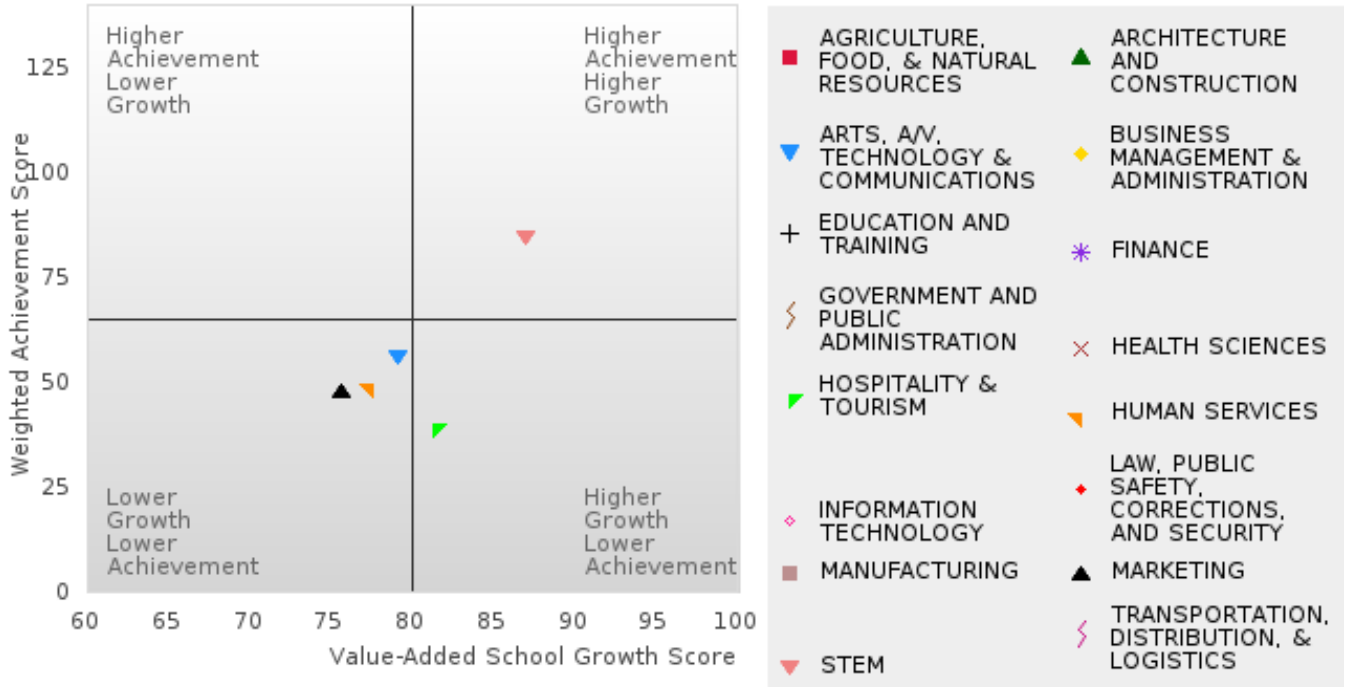 Higher
Achievement
Lower
Growth
Higher
Achievement
Higher
Growth
Lower
Growth
Lower
Achievement
Higher
Growth
Lower
Achievement
Weighted Achievement Score
125
100
75
50
25
0
60 65 70 75 80 85 90 95 100
Value-Added School Growth Score
AGRICULTURE,
FOOD, & NATURAL
RESOURCES
ARCHITECTURE
AND
CONSTRUCTION
ARTS, A/V,
TECHNOLOGY &
COMMUNICATIONS
BUSINESS
MANAGEMENT &
ADMINISTRATION
EDUCATION AND
TRAINING
FINANCE
GOVERNMENT AND
PUBLIC
ADMINISTRATION
HEALTH SCIENCES
HOSPITALITY &
TOURISM
HUMAN SERVICES
INFORMATION
TECHNOLOGY
LAW, PUBLIC
SAFETY,
CORRECTIONS,
AND SECURITY
MANUFACTURING
MARKETING
STEM
TRANSPORTATION,
DISTRIBUTION, &
LOGISTICS